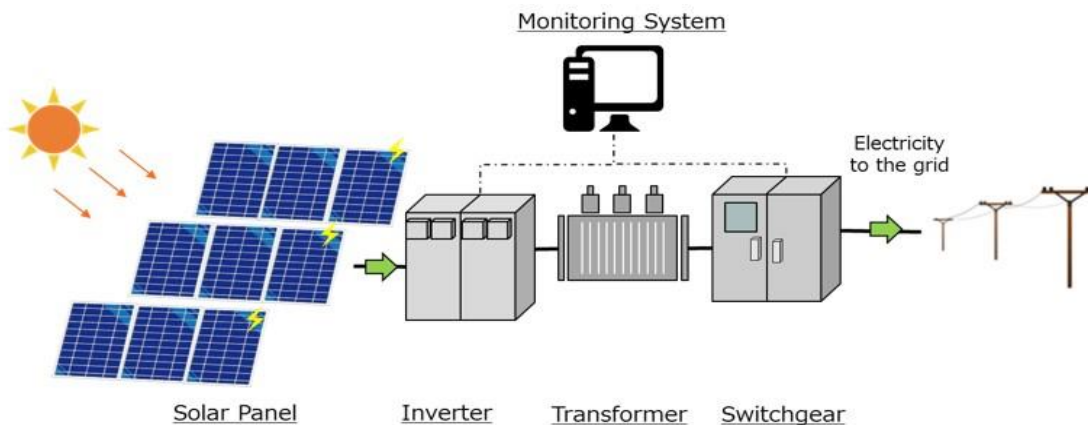 Monitoring System
Electricity
to the grid
Solar Panel
Inverter
Transformer
Switchgear